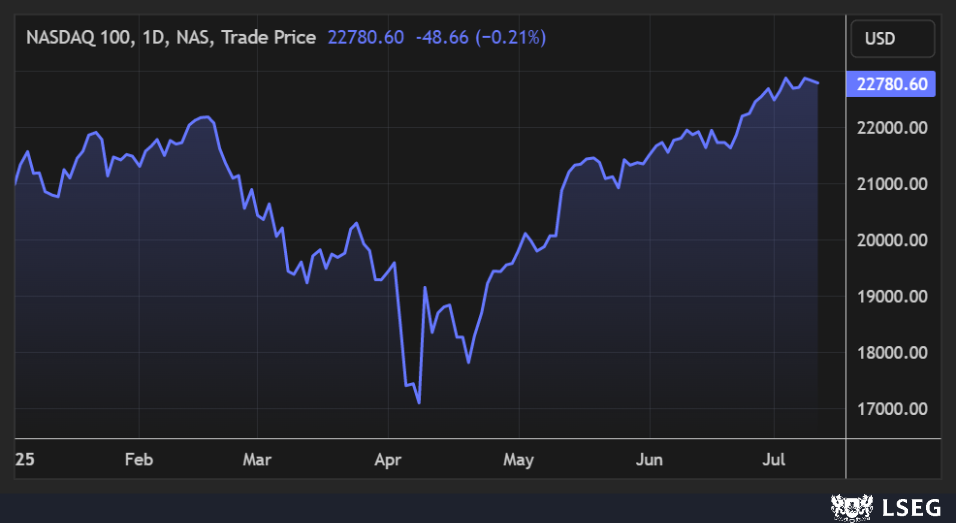 NASDAQ 100, 1D, NAS, Trade Price 22780.60 -48.66 (−0.21%)
USD
22780.60
22000.00
21000.00
20000.00
19000.00
18000.00
17000.00
25 Feb Mar Apr May Jun Jul
LSEG